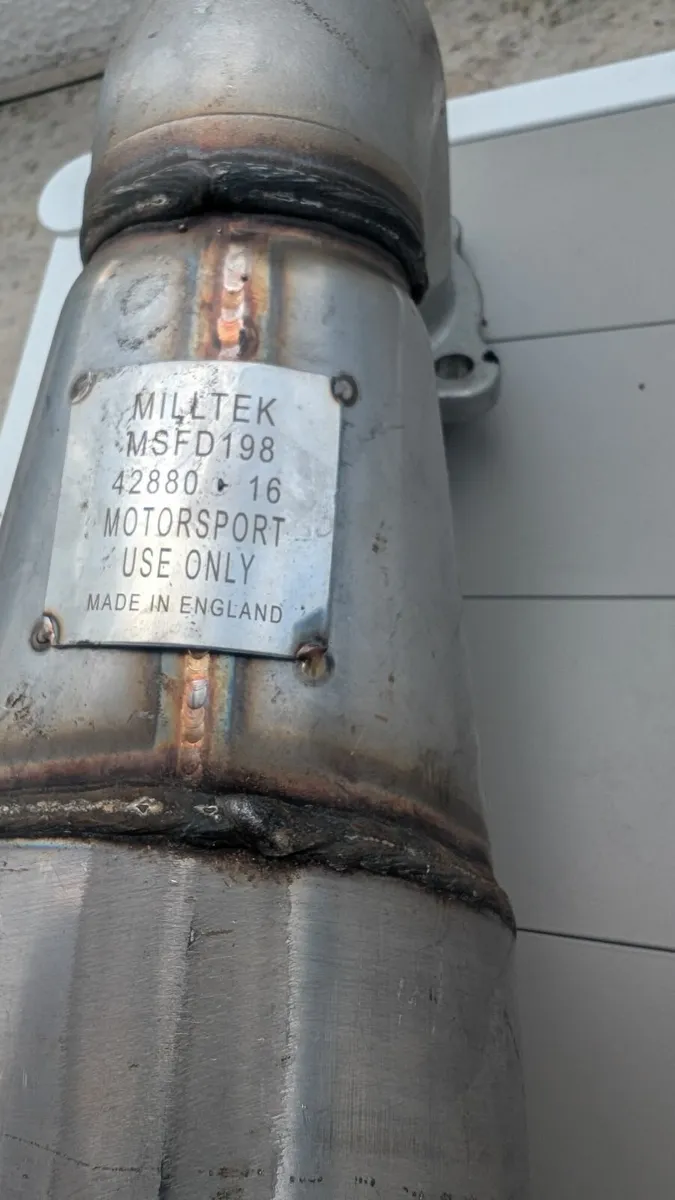 MILLTEK
MSFD198
42880 • 16
MOTORSPORT
USE ONLY
MADE IN ENGLAND